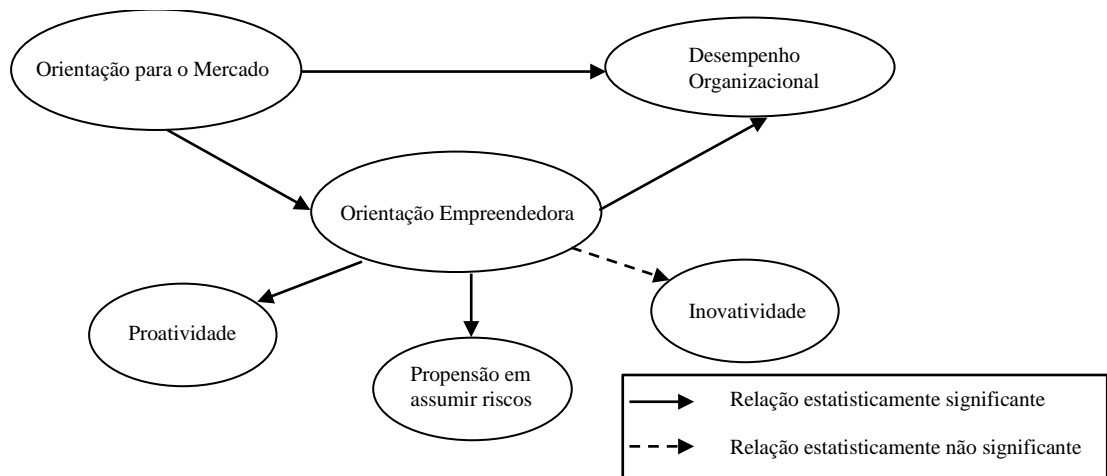 Orientação para o Mercado
Desempenho
Organizacional
Orientação Empreendedora
Proatividade
Propensão em
assumir riscos
Inovatividade
Relação estatisticamente significante
Relação estatisticamente não significante